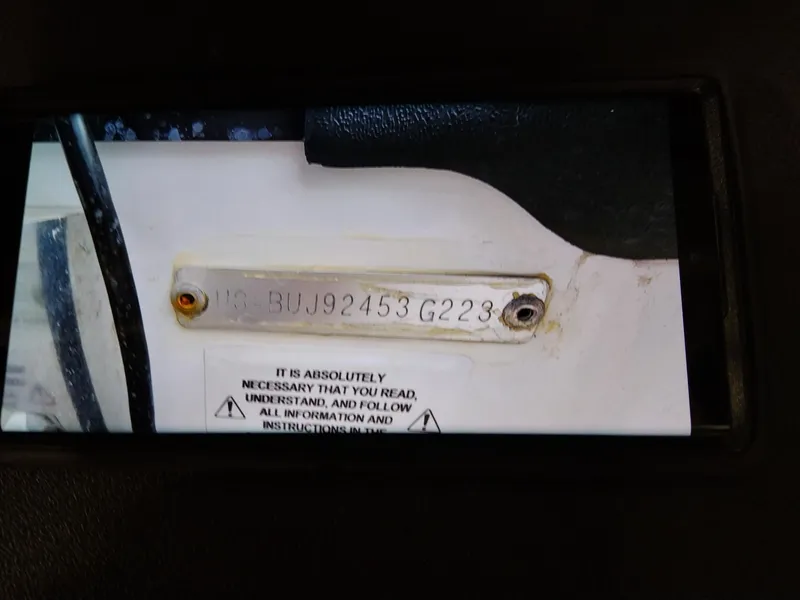 US-BUJ92453G223
IT IS ABSOLUTELY
NECESSARY THAT YOU READ,
UNDERSTAND, AND FOLLOW
ALL INFORMATION AND
INSTRUCTIONS IN THE